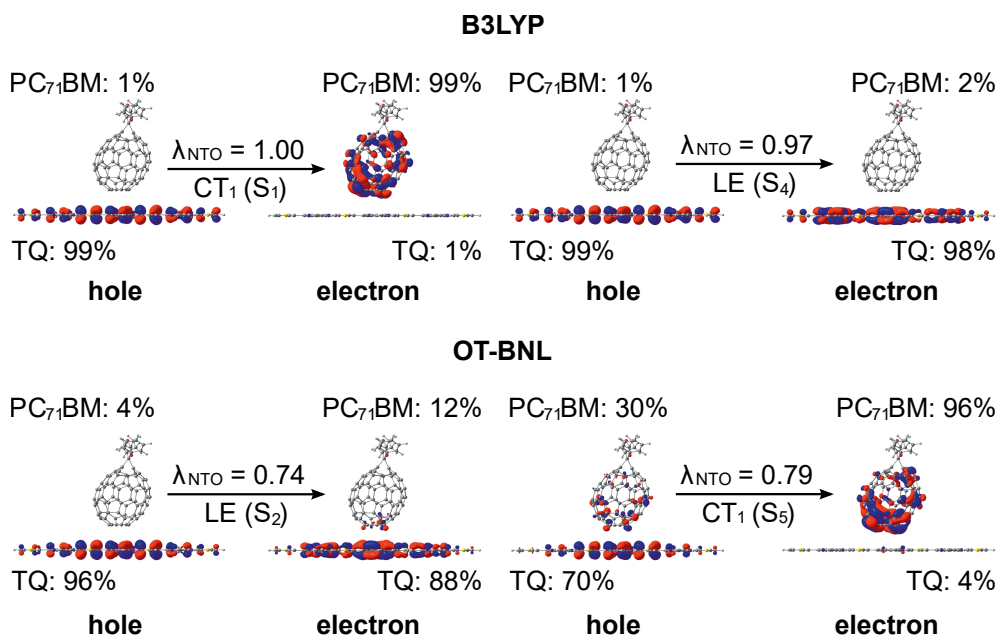 B3LYP
PC₇₁BM: 1% PC₇₁BM: 99% PC₇₁BM: 1% PC₇₁BM: 2%
λNTO = 1.00 λNTO = 0.97
CT₁ (S₁) LE (S₄)
TQ: 99% TQ: 1% TQ: 99% TQ: 98%
hole electron hole electron
OT-BNL
PC₇₁BM: 4% PC₇₁BM: 12% PC₇₁BM: 30% PC₇₁BM: 96%
λNTO = 0.74 λNTO = 0.79
LE (S₂) CT₁ (S₅)
TQ: 96% TQ: 88% TQ: 70% TQ: 4%
hole electron hole electron